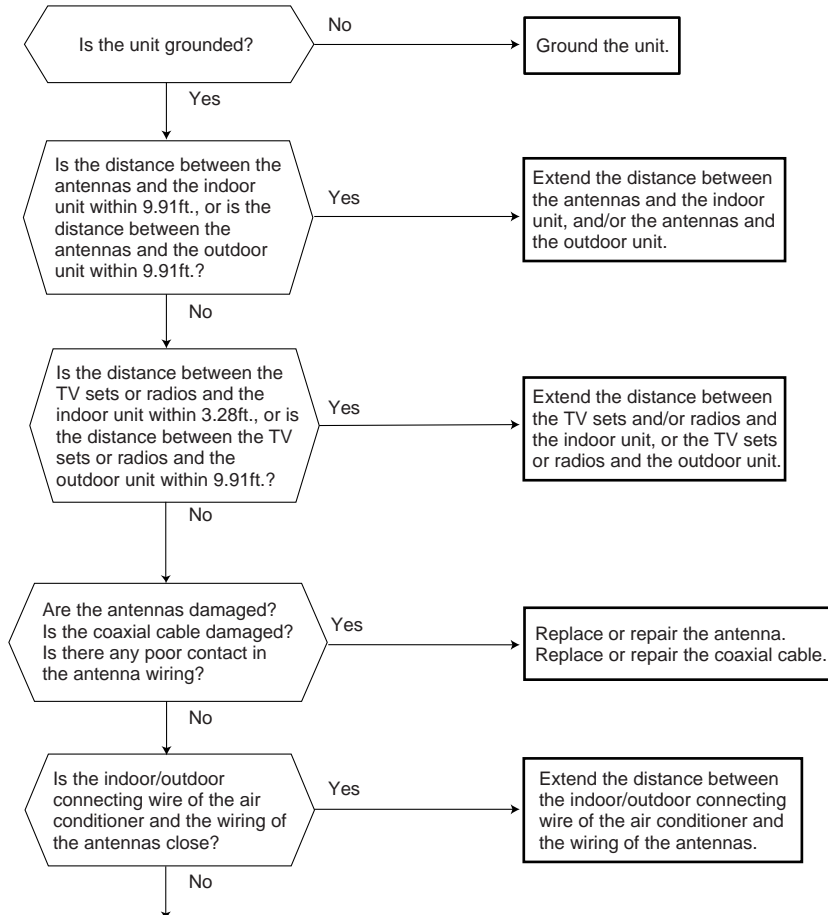 Is the unit grounded?
No
Ground the unit.
Yes
Is the distance between the
antennas and the indoor
unit within 9.91ft., or is the
distance between the
antennas and the outdoor
unit within 9.91ft.?
Yes
Extend the distance between
the antennas and the indoor
unit, and/or the antennas and
the outdoor unit.
No
Is the distance between the
TV sets or radios and the
indoor unit within 3.28ft., or is
the distance between the TV
sets or radios and the
outdoor unit within 9.91ft.?
Yes
Extend the distance between
the TV sets and/or radios and
the indoor unit, or the TV sets
or radios and the outdoor unit.
No
Are the antennas damaged?
Is the coaxial cable damaged?
Is there any poor contact in
the antenna wiring?
Yes
Replace or repair the antenna.
Replace or repair the coaxial cable.
No
Is the indoor/outdoor
connecting wire of the air
conditioner and the wiring of
the antennas close?
Yes
Extend the distance between
the indoor/outdoor connecting
wire of the air conditioner and
the wiring of the antennas.
No